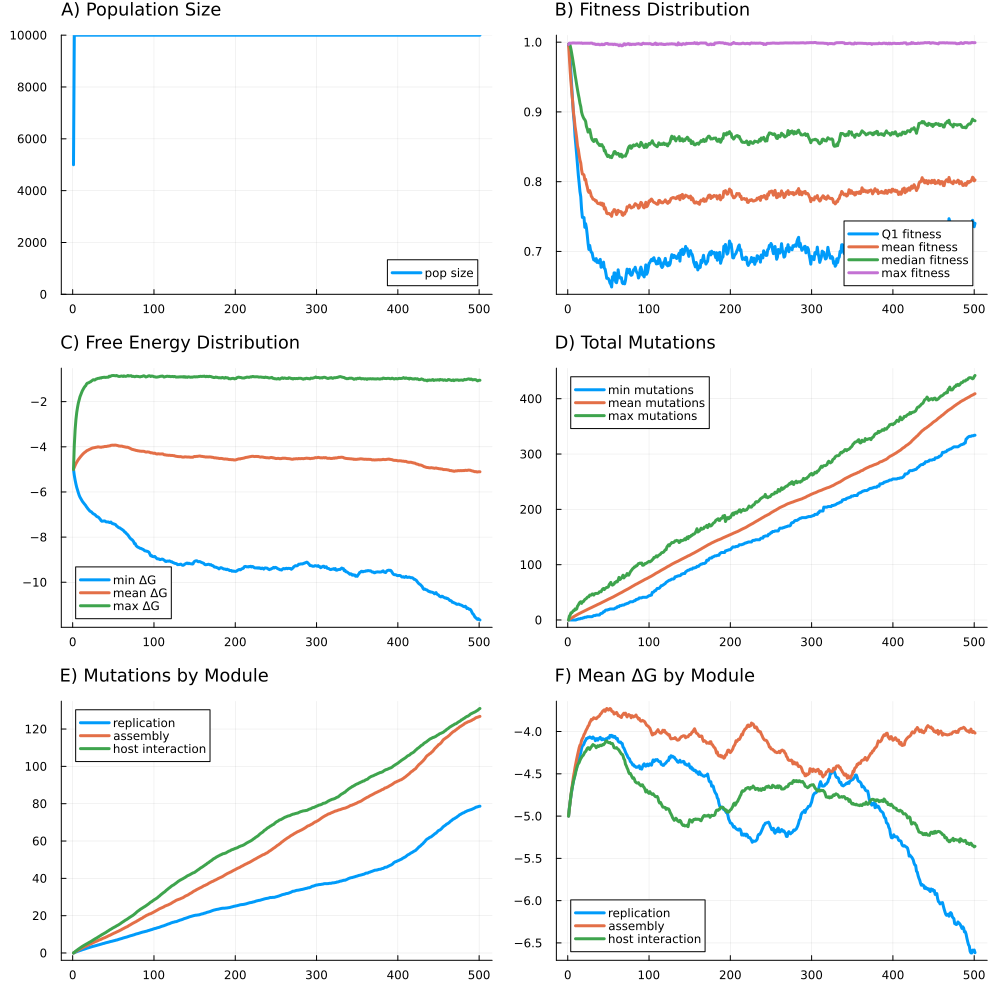 A) Population Size
10000
8000
6000
4000
2000
0
0 100 200 300 400 500
pop size
B) Fitness Distribution
1.0
0.9
0.8
0.7
0 100 200 300 400 500
Q1 fitness
mean fitness
median fitness
max fitness
C) Free Energy Distribution
−2
−4
−6
−8
−10
0 100 200 300 400 500
min ΔG
mean ΔG
max ΔG
D) Total Mutations
400
300
200
100
0
0 100 200 300 400 500
min mutations
mean mutations
max mutations
E) Mutations by Module
120
100
80
60
40
20
0
0 100 200 300 400 500
replication
assembly
host interaction
F) Mean ΔG by Module
−4.0
−4.5
−5.0
−5.5
−6.0
−6.5
0 100 200 300 400 500
replication
assembly
host interaction